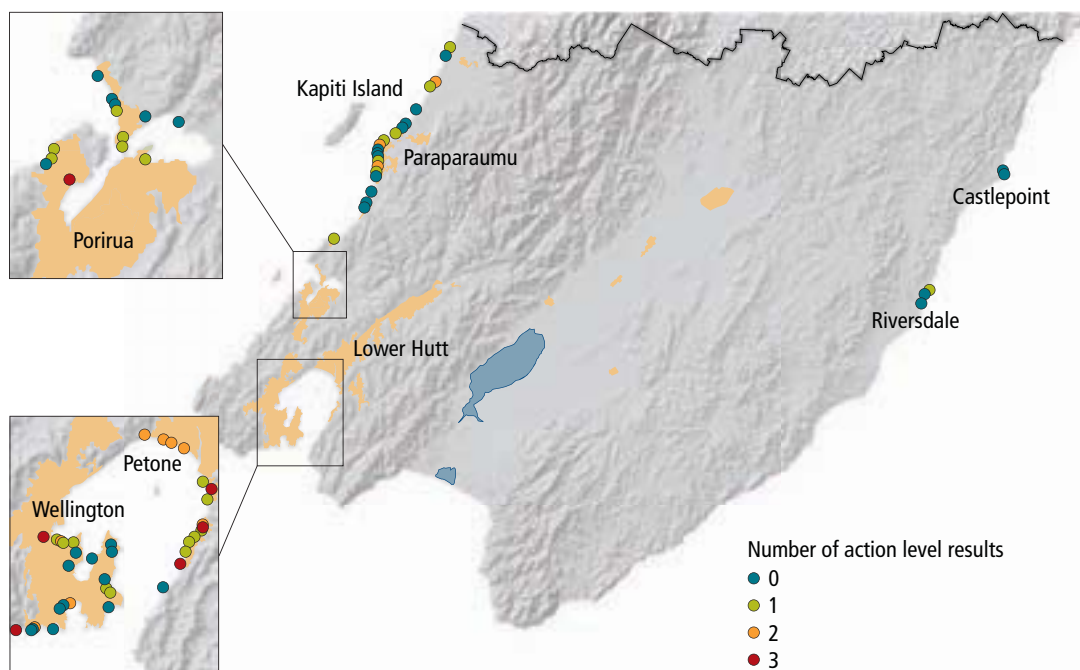 Kapiti Island
Paraparaumu
Castlepoint
Porirua
Riversdale
Lower Hutt
Petone
Wellington
Number of action level results
0
1
2
3